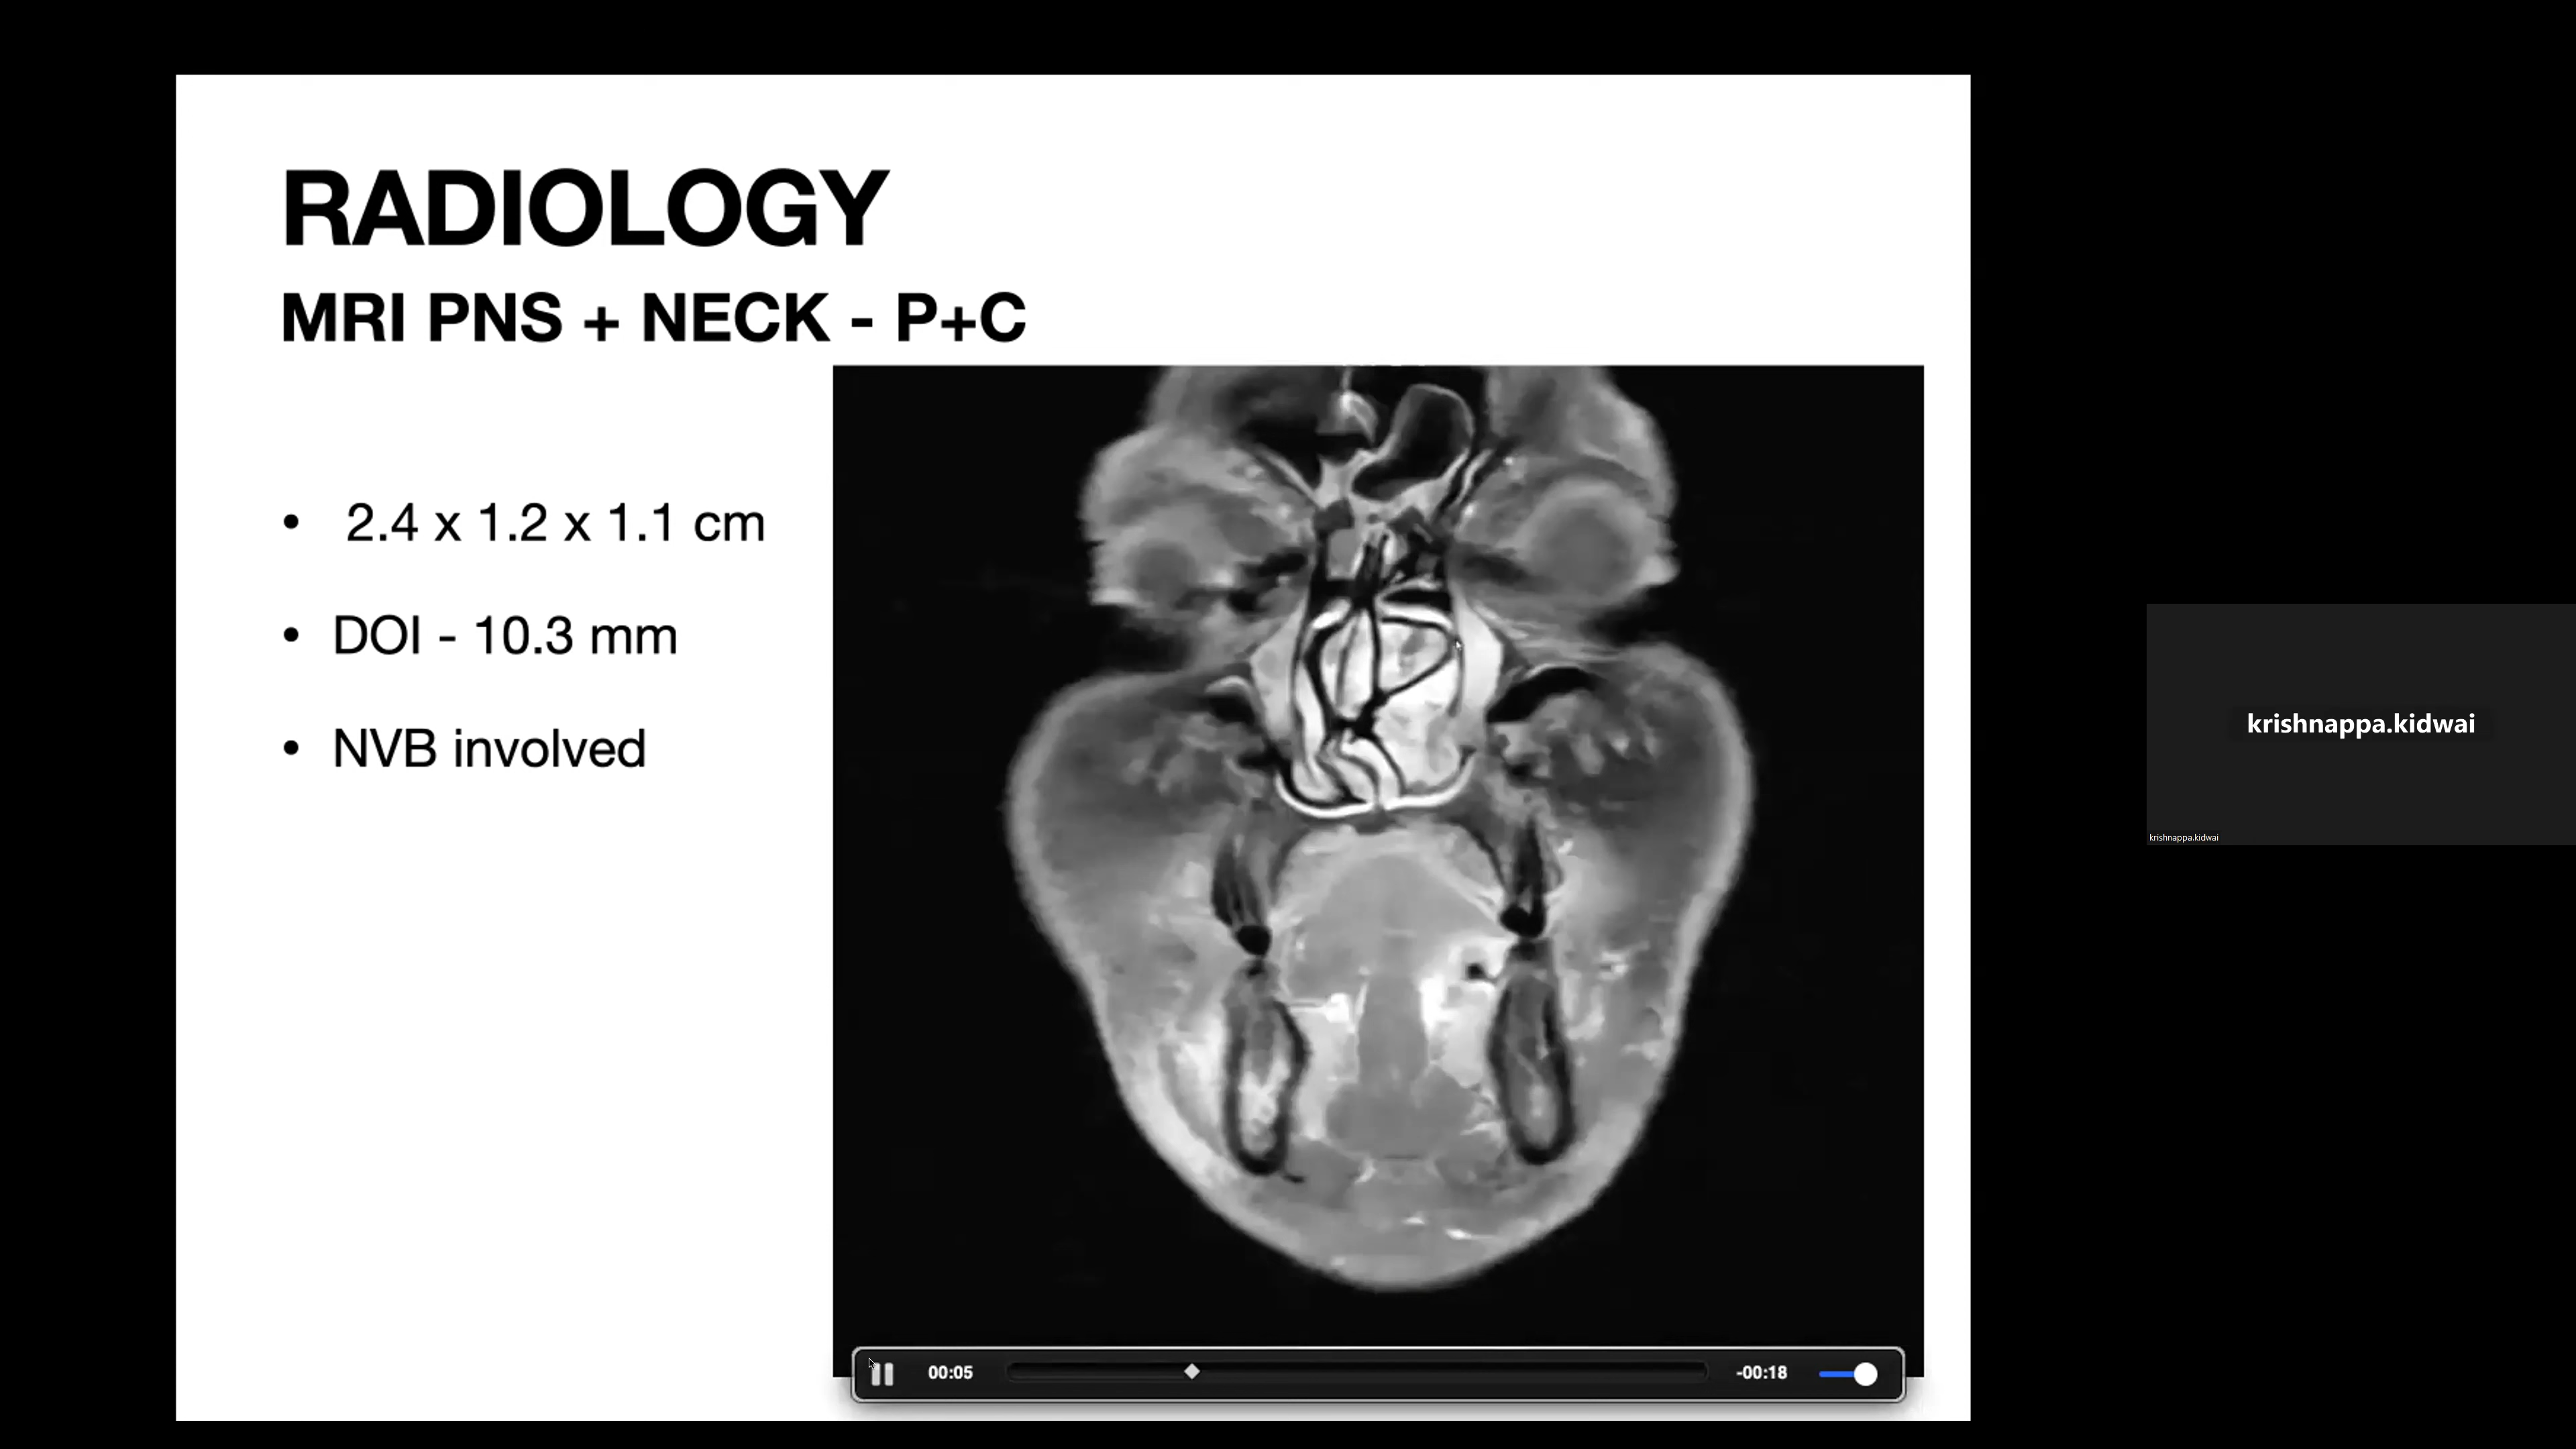 RADIOLOGY
MRI PNS + NECK - P+C
• 2.4 x 1.2 x 1.1 cm
• DOI - 10.3 mm
• NVB involved
00:05
-00:18
krishnappa.kidwai
krishnappa.kidwai